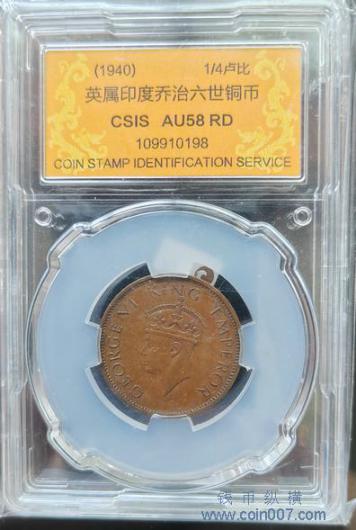 (1940) 1/4卢比
英属印度乔治六世铜币
CSIS AU58 RD
109910198
COIN STAMP IDENTIFICATION SERVICE
GEORGE VI KING EMPEROR
钱币纵横
www.coin007.com